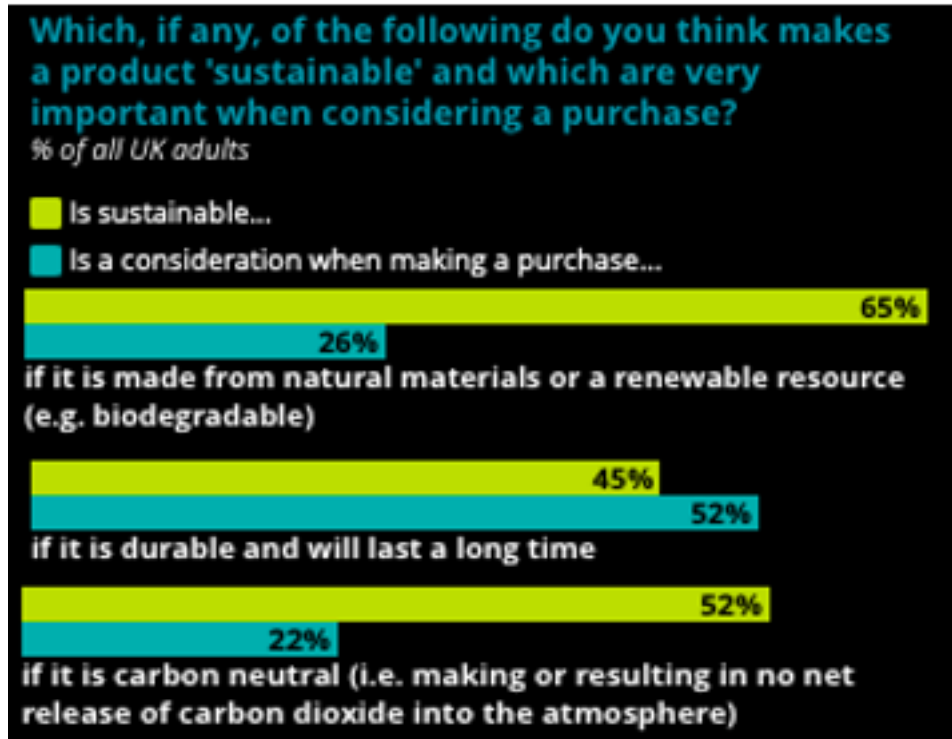 Which, if any, of the following do you think makes
a product 'sustainable' and which are very
important when considering a purchase?
% of all UK adults
Is sustainable...
Is a consideration when making a purchase...
65%
26%
if it is made from natural materials or a renewable resource
(e.g. biodegradable)
45%
52%
if it is durable and will last a long time
52%
22%
if it is carbon neutral (i.e. making or resulting in no net
release of carbon dioxide into the atmosphere)